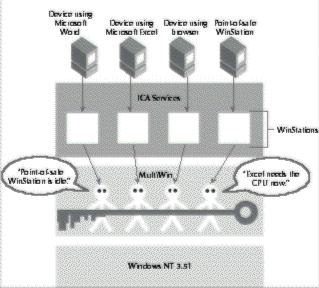 Device using
Microsoft
Word
Device using
Microsoft Excel
Device using
browser
Point-of-sale
WinStation
ICA Services
WinStations
"Point-of-sale
WinStation is idle."
MultiWin
"Excel needs the
CPU now."
Windows NT 3.51